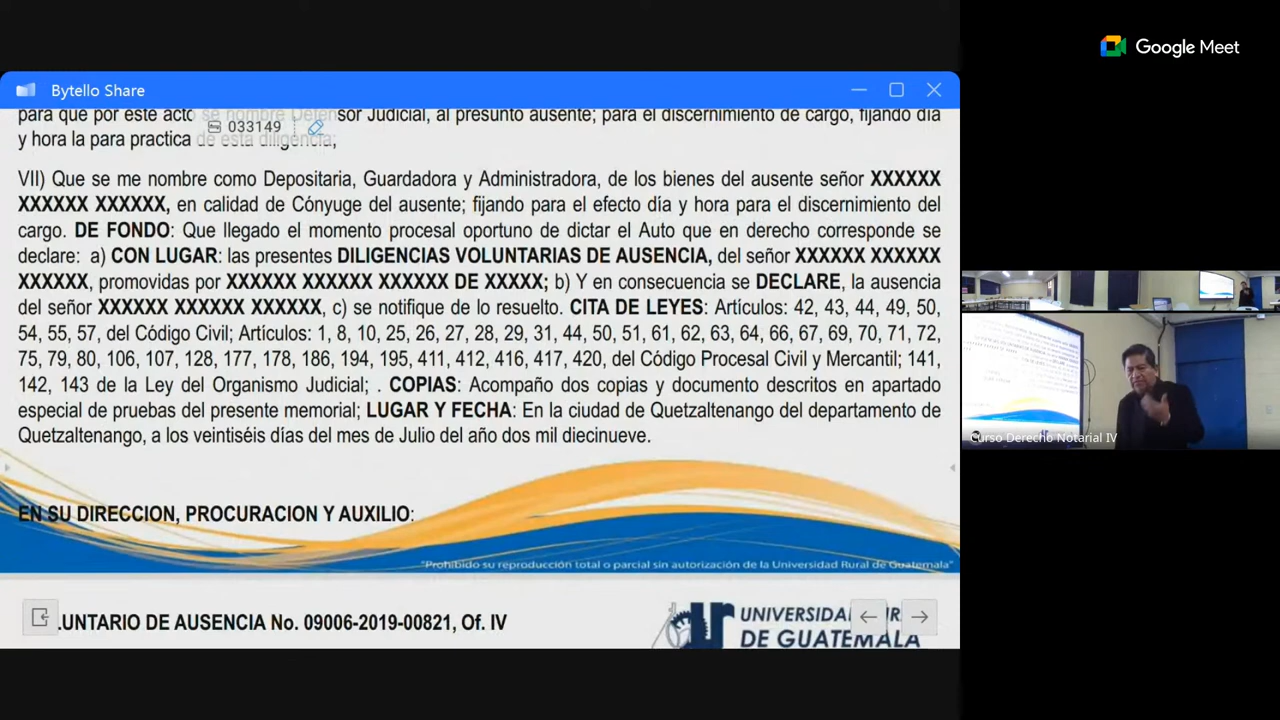 Google Meet
Bytello Share
para que por este acto se nombre Defensor Judicial, al presunto ausente; para el discernimiento de cargo, fijando día
033149
y hora la para practica de esta diligencia;
VII) Que se me nombre como Depositaria, Guardadora y Administradora, de los bienes del ausente señor XXXXXX
XXXXXX XXXXXX, en calidad de Cónyuge del ausente; fijando para el efecto día y hora para el discernimiento del
cargo. DE FONDO: Que llegado el momento procesal oportuno de dictar el Auto que en derecho corresponde se
declare: a) CON LUGAR: las presentes DILIGENCIAS VOLUNTARIAS DE AUSENCIA, del señor XXXXXX XXXXXX
XXXXXX, promovidas por XXXXXX XXXXXX XXXXXX DE XXXXX; b) Y en consecuencia se DECLARE, la ausencia
del señor XXXXXX XXXXXX XXXXXX, c) se notifique de lo resuelto. CITA DE LEYES: Artículos: 42, 43, 44, 49, 50,
54, 55, 57, del Código Civil; Artículos: 1, 8, 10, 25, 26, 27, 28, 29, 31, 44, 50, 51, 61, 62, 63, 64, 66, 67, 69, 70, 71, 72,
75, 79, 80, 106, 107, 128, 177, 178, 186, 194, 195, 411, 412, 416, 417, 420, del Código Procesal Civil y Mercantil; 141,
142, 143 de la Ley del Organismo Judicial; . COPIAS: Acompaño dos copias y documento descritos en apartado
especial de pruebas del presente memorial; LUGAR Y FECHA: En la ciudad de Quetzaltenango del departamento de
Quetzaltenango, a los veintiséis días del mes de Julio del año dos mil diecinueve.
Curso Derecho Notarial IV
EN SU DIRECCION, PROCURACION Y AUXILIO:
"Prohibido su reproducción total o parcial sin autorización de la Universidad Rural de Guatemala"
LUNTARIO DE AUSENCIA No. 09006-2019-00821, Of. IV
ur
DE GUATEMALA